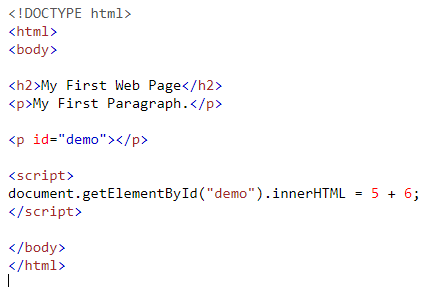 <!DOCTYPE html>
<html>
<body>
<h2>My First Web Page</h2>
<p>My First Paragraph.</p>
<p id="demo"></p>
<script>
document.getElementById("demo").innerHTML = 5 + 6;
</script>
</body>
</html>